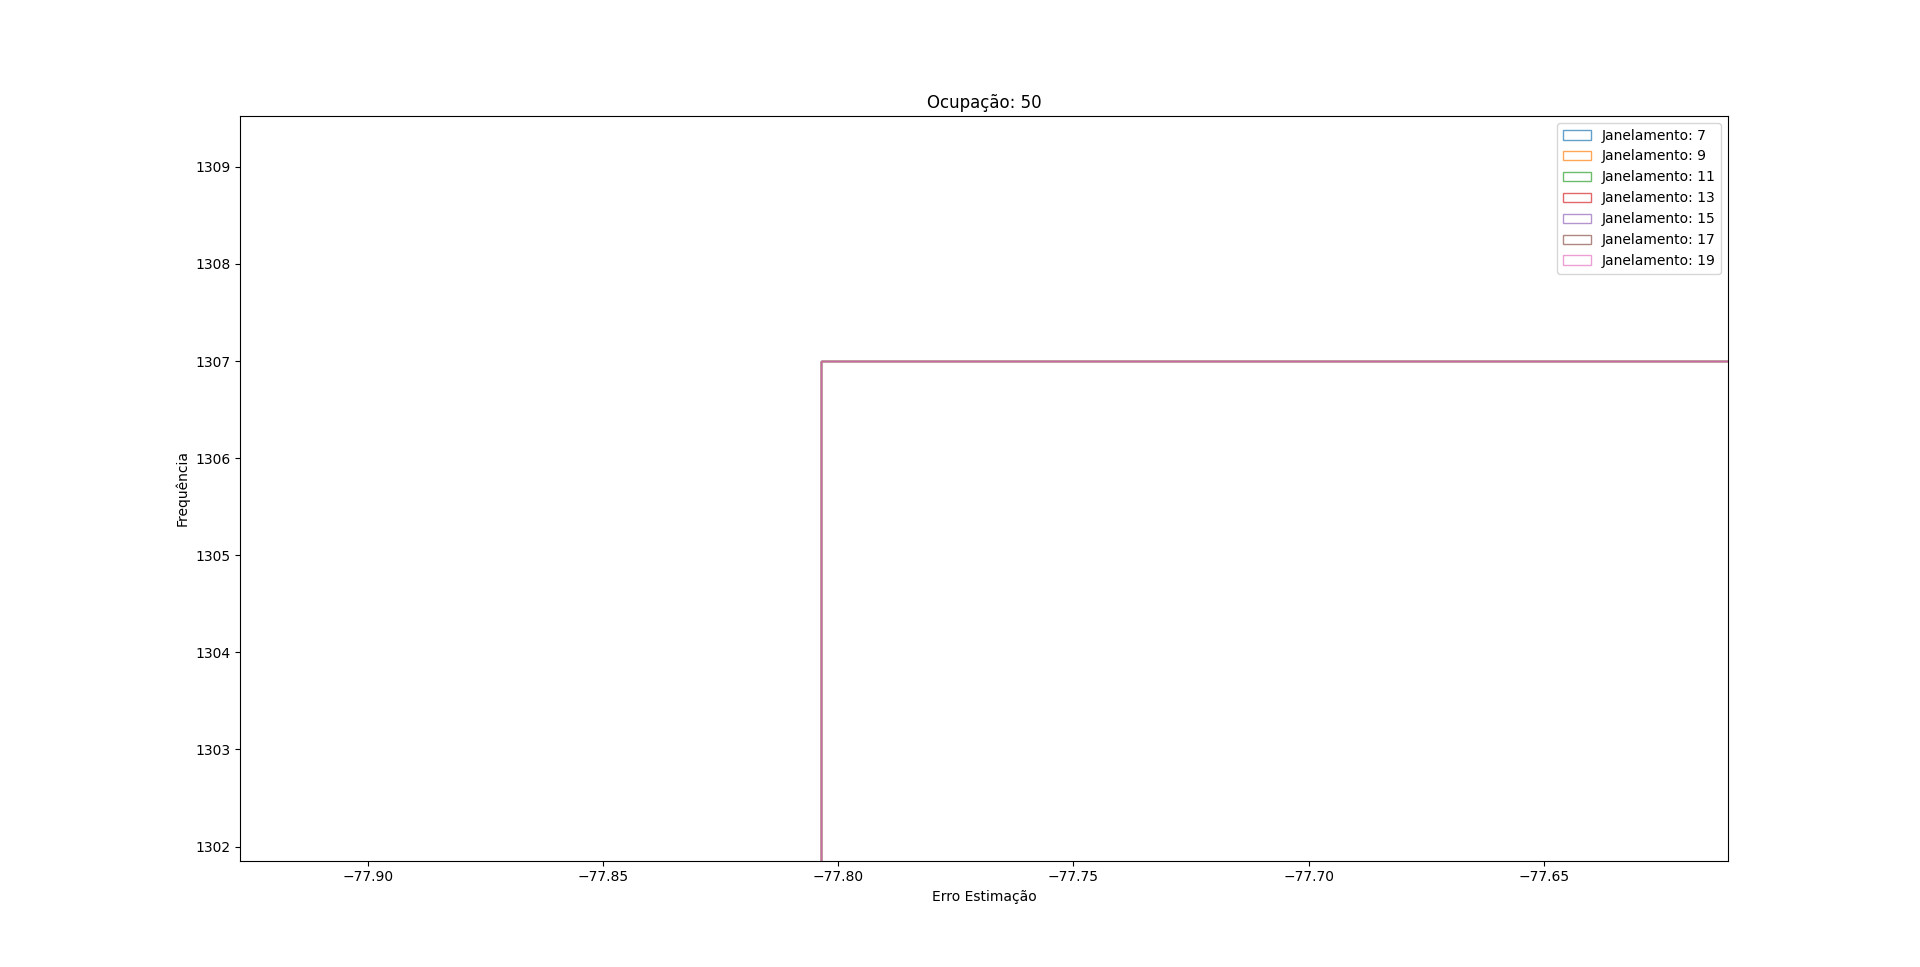 Ocupação: 50
Janelamento: 7
Janelamento: 9
Janelamento: 11
Janelamento: 13
Janelamento: 15
Janelamento: 17
Janelamento: 19
Frequência
1309
1308
1307
1306
1305
1304
1303
1302
−77.90 −77.85 −77.80 −77.75 −77.70 −77.65
Erro Estimação